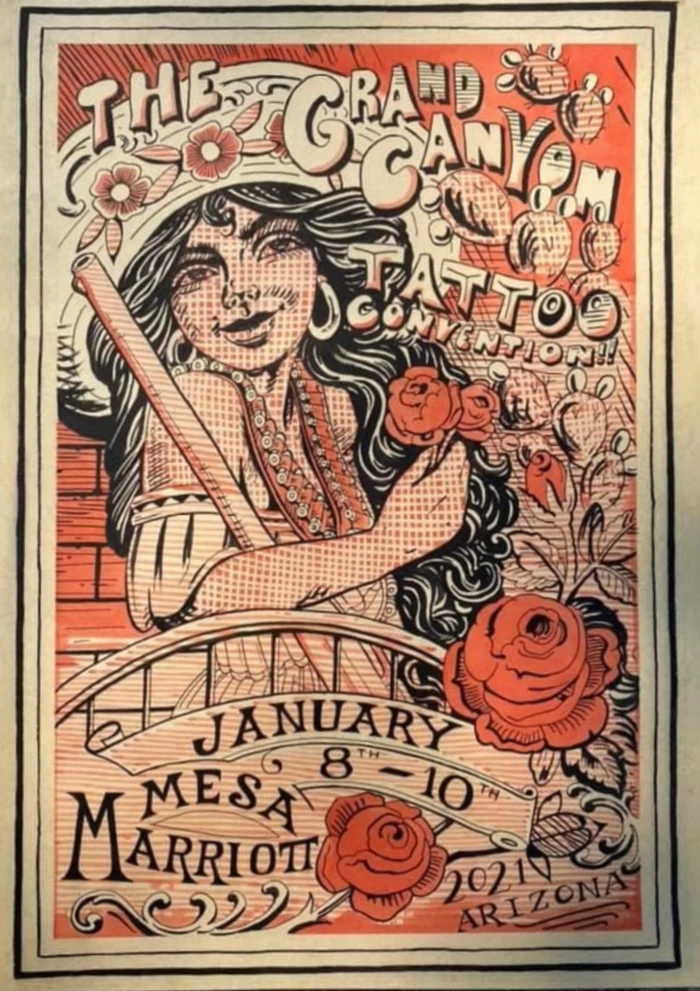 THE GRAND
CANYON
TATTOO
CONVENTION!!
JANUARY
8TH - 10TH
MESA
MARRIOTT
2021
ARIZONA